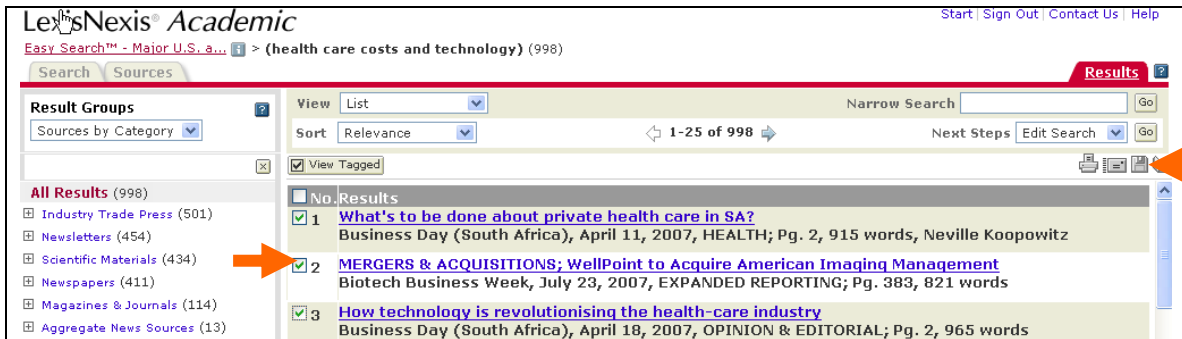 LexisNexis® Academic
Start | Sign Out | Contact Us | Help
Easy Search™ - Major U.S. a... > (health care costs and technology) (998)
Search Sources
Results
Result Groups
Sources by Category
View List
Narrow Search Go
Sort Relevance
1-25 of 998
Next Steps Edit Search Go
View Tagged
All Results (998)
Industry Trade Press (501)
Newsletters (454)
Scientific Materials (434)
Newspapers (411)
Magazines & Journals (114)
Aggregate News Sources (13)
No. Results
1 What's to be done about private health care in SA?
Business Day (South Africa), April 11, 2007, HEALTH; Pg. 2, 915 words, Neville Koopowitz
2 MERGERS & ACQUISITIONS; WellPoint to Acquire American Imaging Management
Biotech Business Week, July 23, 2007, EXPANDED REPORTING; Pg. 383, 821 words
3 How technology is revolutionising the health-care industry
Business Day (South Africa), April 18, 2007, OPINION & EDITORIAL; Pg. 2, 965 words